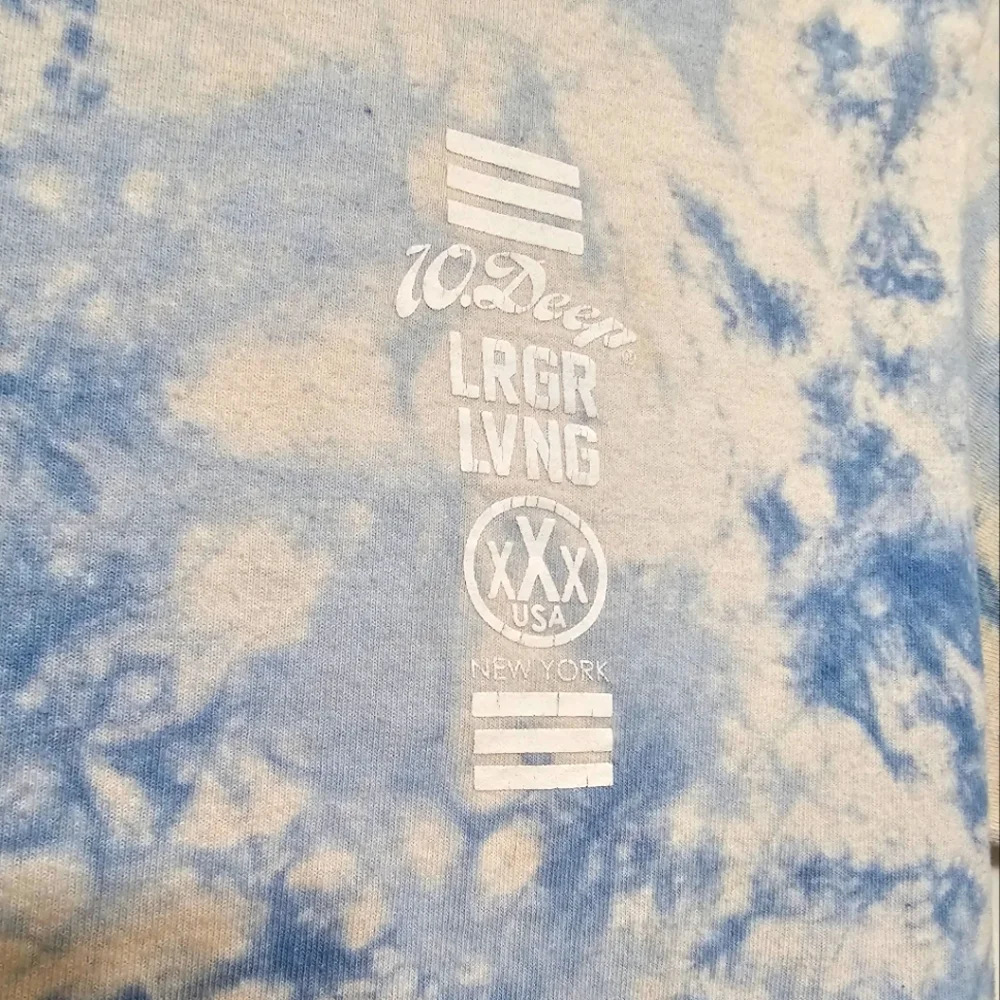 10.Deep®
LRGR
LVNG
XXX
USA
NEW YORK